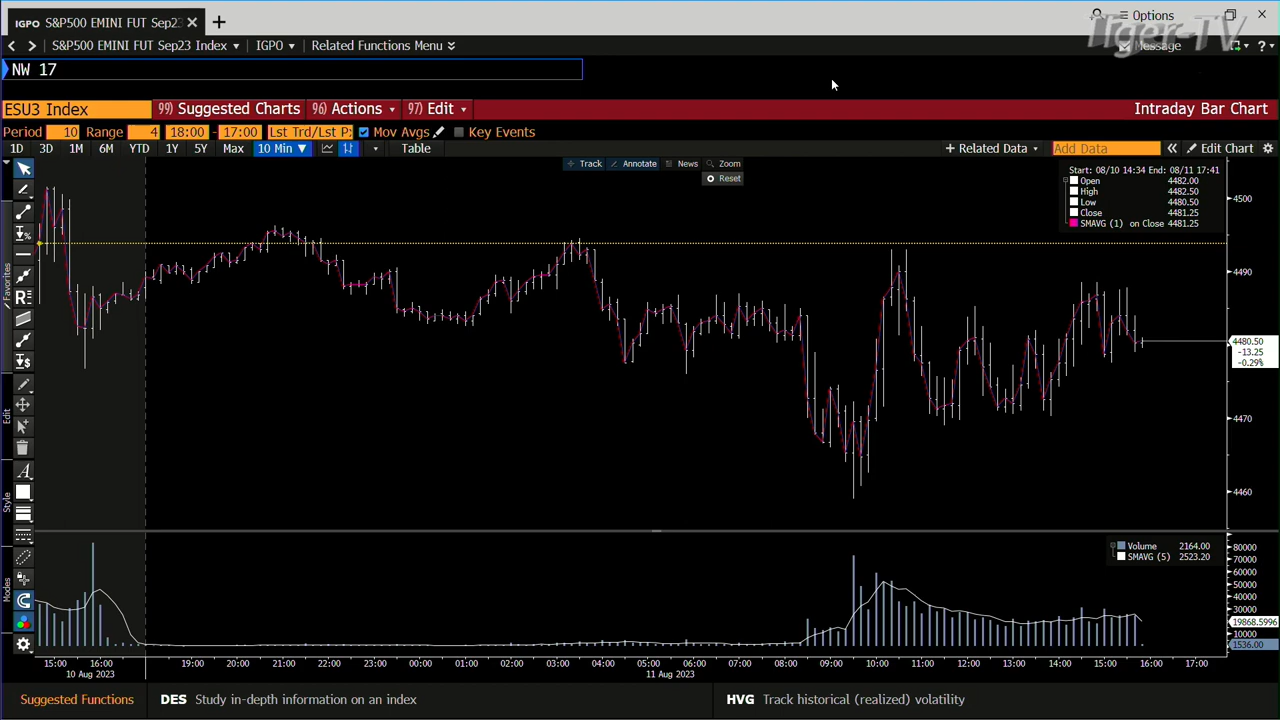 IGPO S&P500 EMINI FUT Sep23
Options
Tiger-TV
S&P500 EMINI FUT Sep23 Index IGPO Related Functions Menu
Message
NW 17
ESU3 Index 99) Suggested Charts 96) Actions 97) Edit Intraday Bar Chart
Period 10 Range 4 18:00 - 17:00 Lst Trd/Lst P Mov Avgs Key Events
1D 3D 1M 6M YTD 1Y 5Y Max 10 Min ▼ Table + Related Data Add Data Edit Chart
Track Annotate News Zoom
Reset
Start: 08/10 14:34 End: 08/11 17:41
Open 4482.00
High 4482.50
Low 4480.50
Close 4481.25
SMAVG (1) on Close 4481.25
4500
4490
4480.50
-13.25
-0.29%
4470
4460
Favorites
Edit
Style
Modes
Volume 2164.00
SMAVG (5) 2523.20
80000
70000
60000
50000
40000
30000
19868.5996
10000
1536.00
15:00 16:00 19:00 20:00 21:00 22:00 23:00 00:00 01:00 02:00 03:00 04:00 05:00 06:00 07:00 08:00 09:00 10:00 11:00 12:00 13:00 14:00 15:00 16:00 17:00
10 Aug 2023 11 Aug 2023
Suggested Functions DES Study in-depth information on an index HVG Track historical (realized) volatility